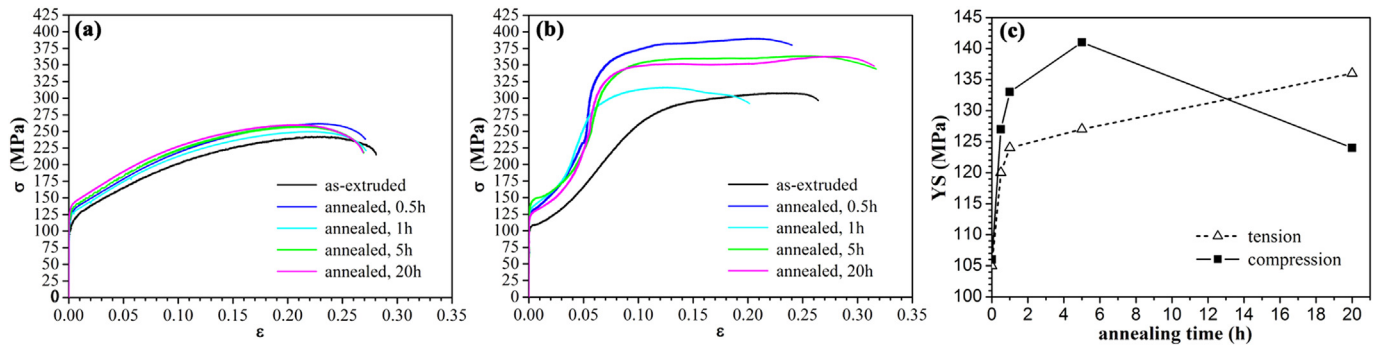 (a)
σ (MPa)
425
400
375
350
325
300
275
250
225
200
175
150
125
100
75
50
25
0
as-extruded
annealed, 0.5h
annealed, 1h
annealed, 5h
annealed, 20h
0.00 0.05 0.10 0.15 0.20 0.25 0.30 0.35
ε
(b)
σ (MPa)
425
400
375
350
325
300
275
250
225
200
175
150
125
100
75
50
25
0
as-extruded
annealed, 0.5h
annealed, 1h
annealed, 5h
annealed, 20h
0.00 0.05 0.10 0.15 0.20 0.25 0.30 0.35
ε
(c)
YS (MPa)
145
140
135
130
125
120
115
110
105
100
tension
compression
0 2 4 6 8 10 12 14 16 18 20
annealing time (h)